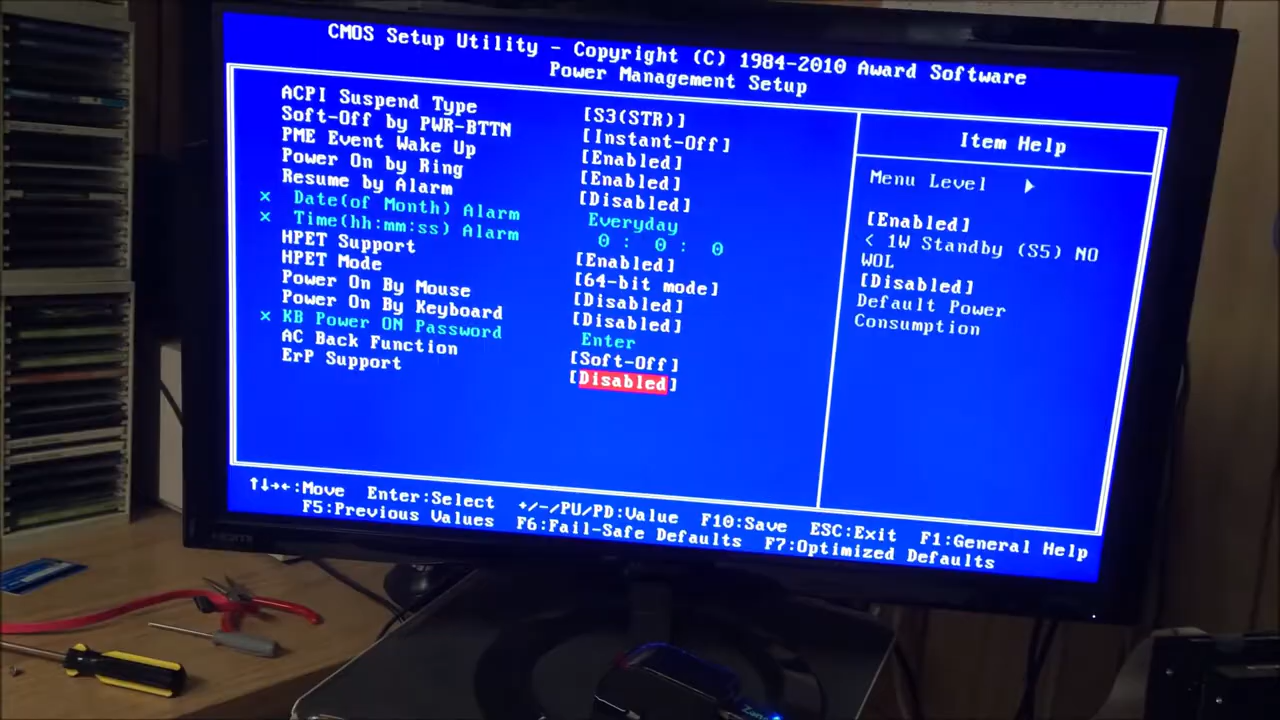 CMOS Setup Utility - Copyright (C) 1984-2010 Award Software
Power Management Setup
ACPI Suspend Type [S3(STR)]
Soft-Off by PWR-BTTN [Instant-Off]
PME Event Wake Up [Enabled]
Power On by Ring [Enabled]
Resume by Alarm [Disabled]
x Date(of Month) Alarm Everyday
x Time(hh:mm:ss) Alarm 0 : 0 : 0
HPET Support [Enabled]
HPET Mode [64-bit mode]
Power On By Mouse [Disabled]
Power On By Keyboard [Disabled]
x KB Power ON Password Enter
AC Back Function [Soft-Off]
ErP Support [Disabled]
Item Help
Menu Level ▶
[Enabled]
< 1W Standby (S5) NO
WOL
[Disabled]
Default Power
Consumption
↑↓→←:Move Enter:Select +/-/PU/PD:Value F10:Save ESC:Exit F1:General Help
F5:Previous Values F6:Fail-Safe Defaults F7:Optimized Defaults
HDMI